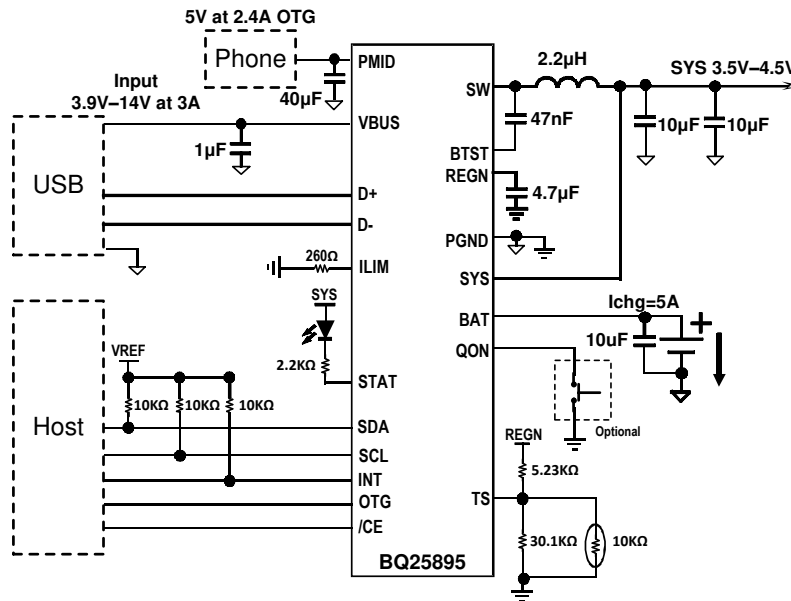 5V at 2.4A OTG
Phone
PMID
40µF
Input
3.9V–14V at 3A
VBUS
1µF
USB
D+
D-
260Ω
ILIM
SYS
2.2KΩ
STAT
VREF
10KΩ
10KΩ
10KΩ
Host
SDA
SCL
INT
OTG
/CE
BQ25895
2.2µH
SYS 3.5V–4.5V
SW
47nF
10µF
10µF
BTST
REGN
4.7µF
PGND
SYS
Ichg=5A
BAT
+
10uF
QON
Optional
REGN
5.23KΩ
TS
30.1KΩ
10KΩ